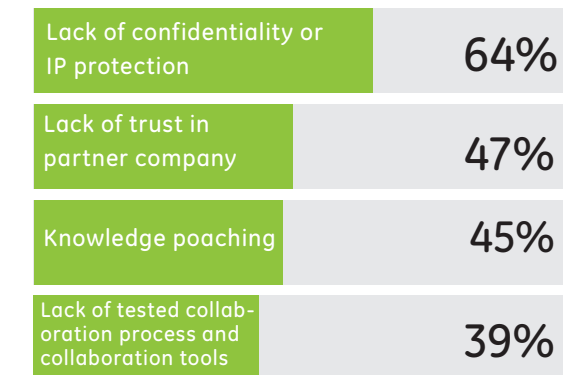 Lack of confidentiality or
IP protection
64%
Lack of trust in
partner company
47%
Knowledge poaching
45%
Lack of tested collab-
oration process and
collaboration tools
39%